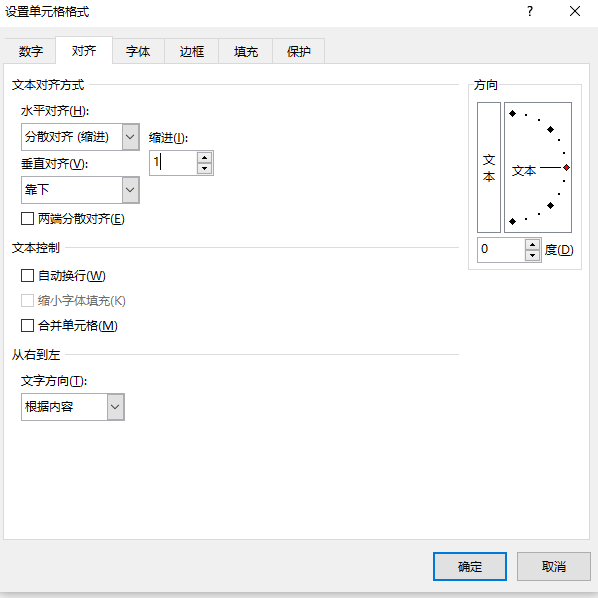 设置单元格格式 ?
数字 对齐 字体 边框 填充 保护
文本对齐方式
水平对齐(H):
分散对齐 (缩进)
缩进(I):
1
垂直对齐(V):
靠下
两端分散对齐(E)
文本控制
自动换行(W)
缩小字体填充(K)
合并单元格(M)
从右到左
文字方向(T):
根据内容
方向
文本
文本
0 度(D)
确定 取消